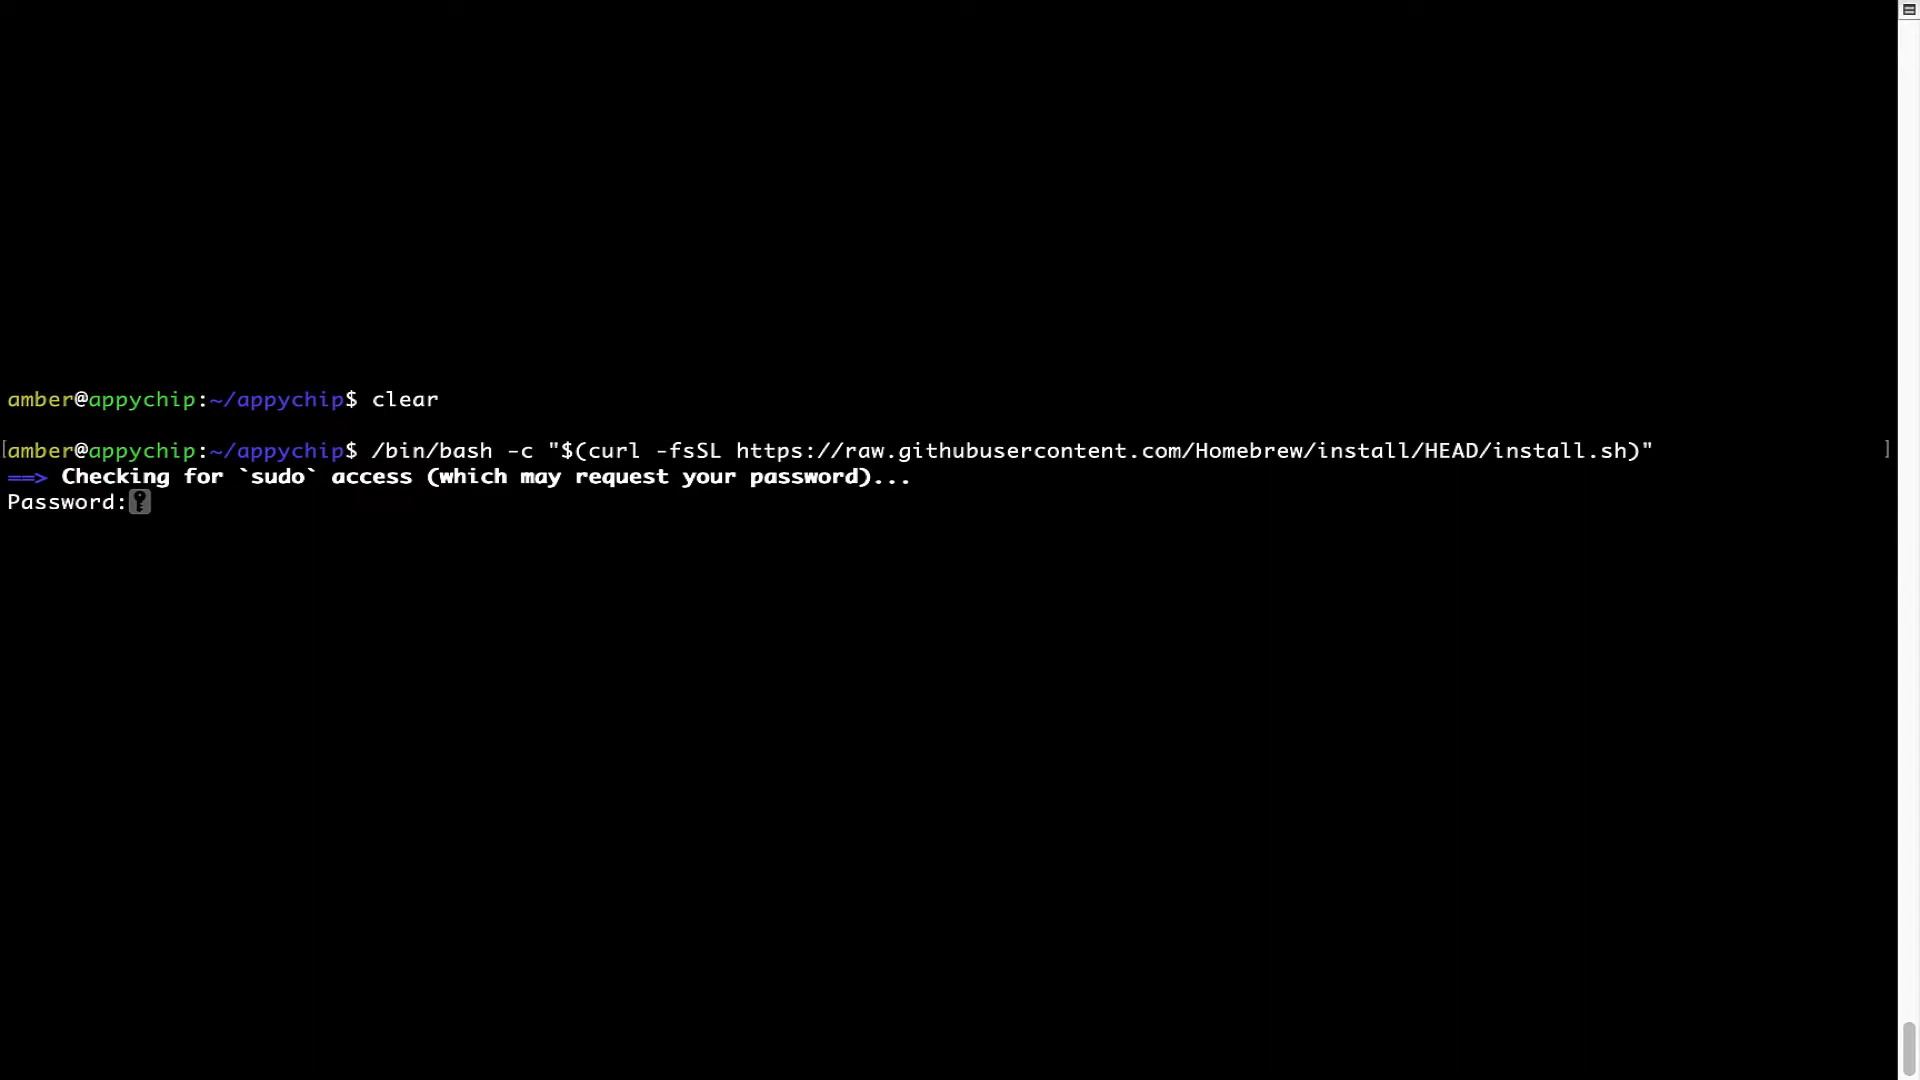 amber@appychip:~/appychip$ clear
[amber@appychip:~/appychip$ /bin/bash -c "$(curl -fsSL https://raw.githubusercontent.com/Homebrew/install/HEAD/install.sh)" ]
==> Checking for `sudo` access (which may request your password)...
Password: